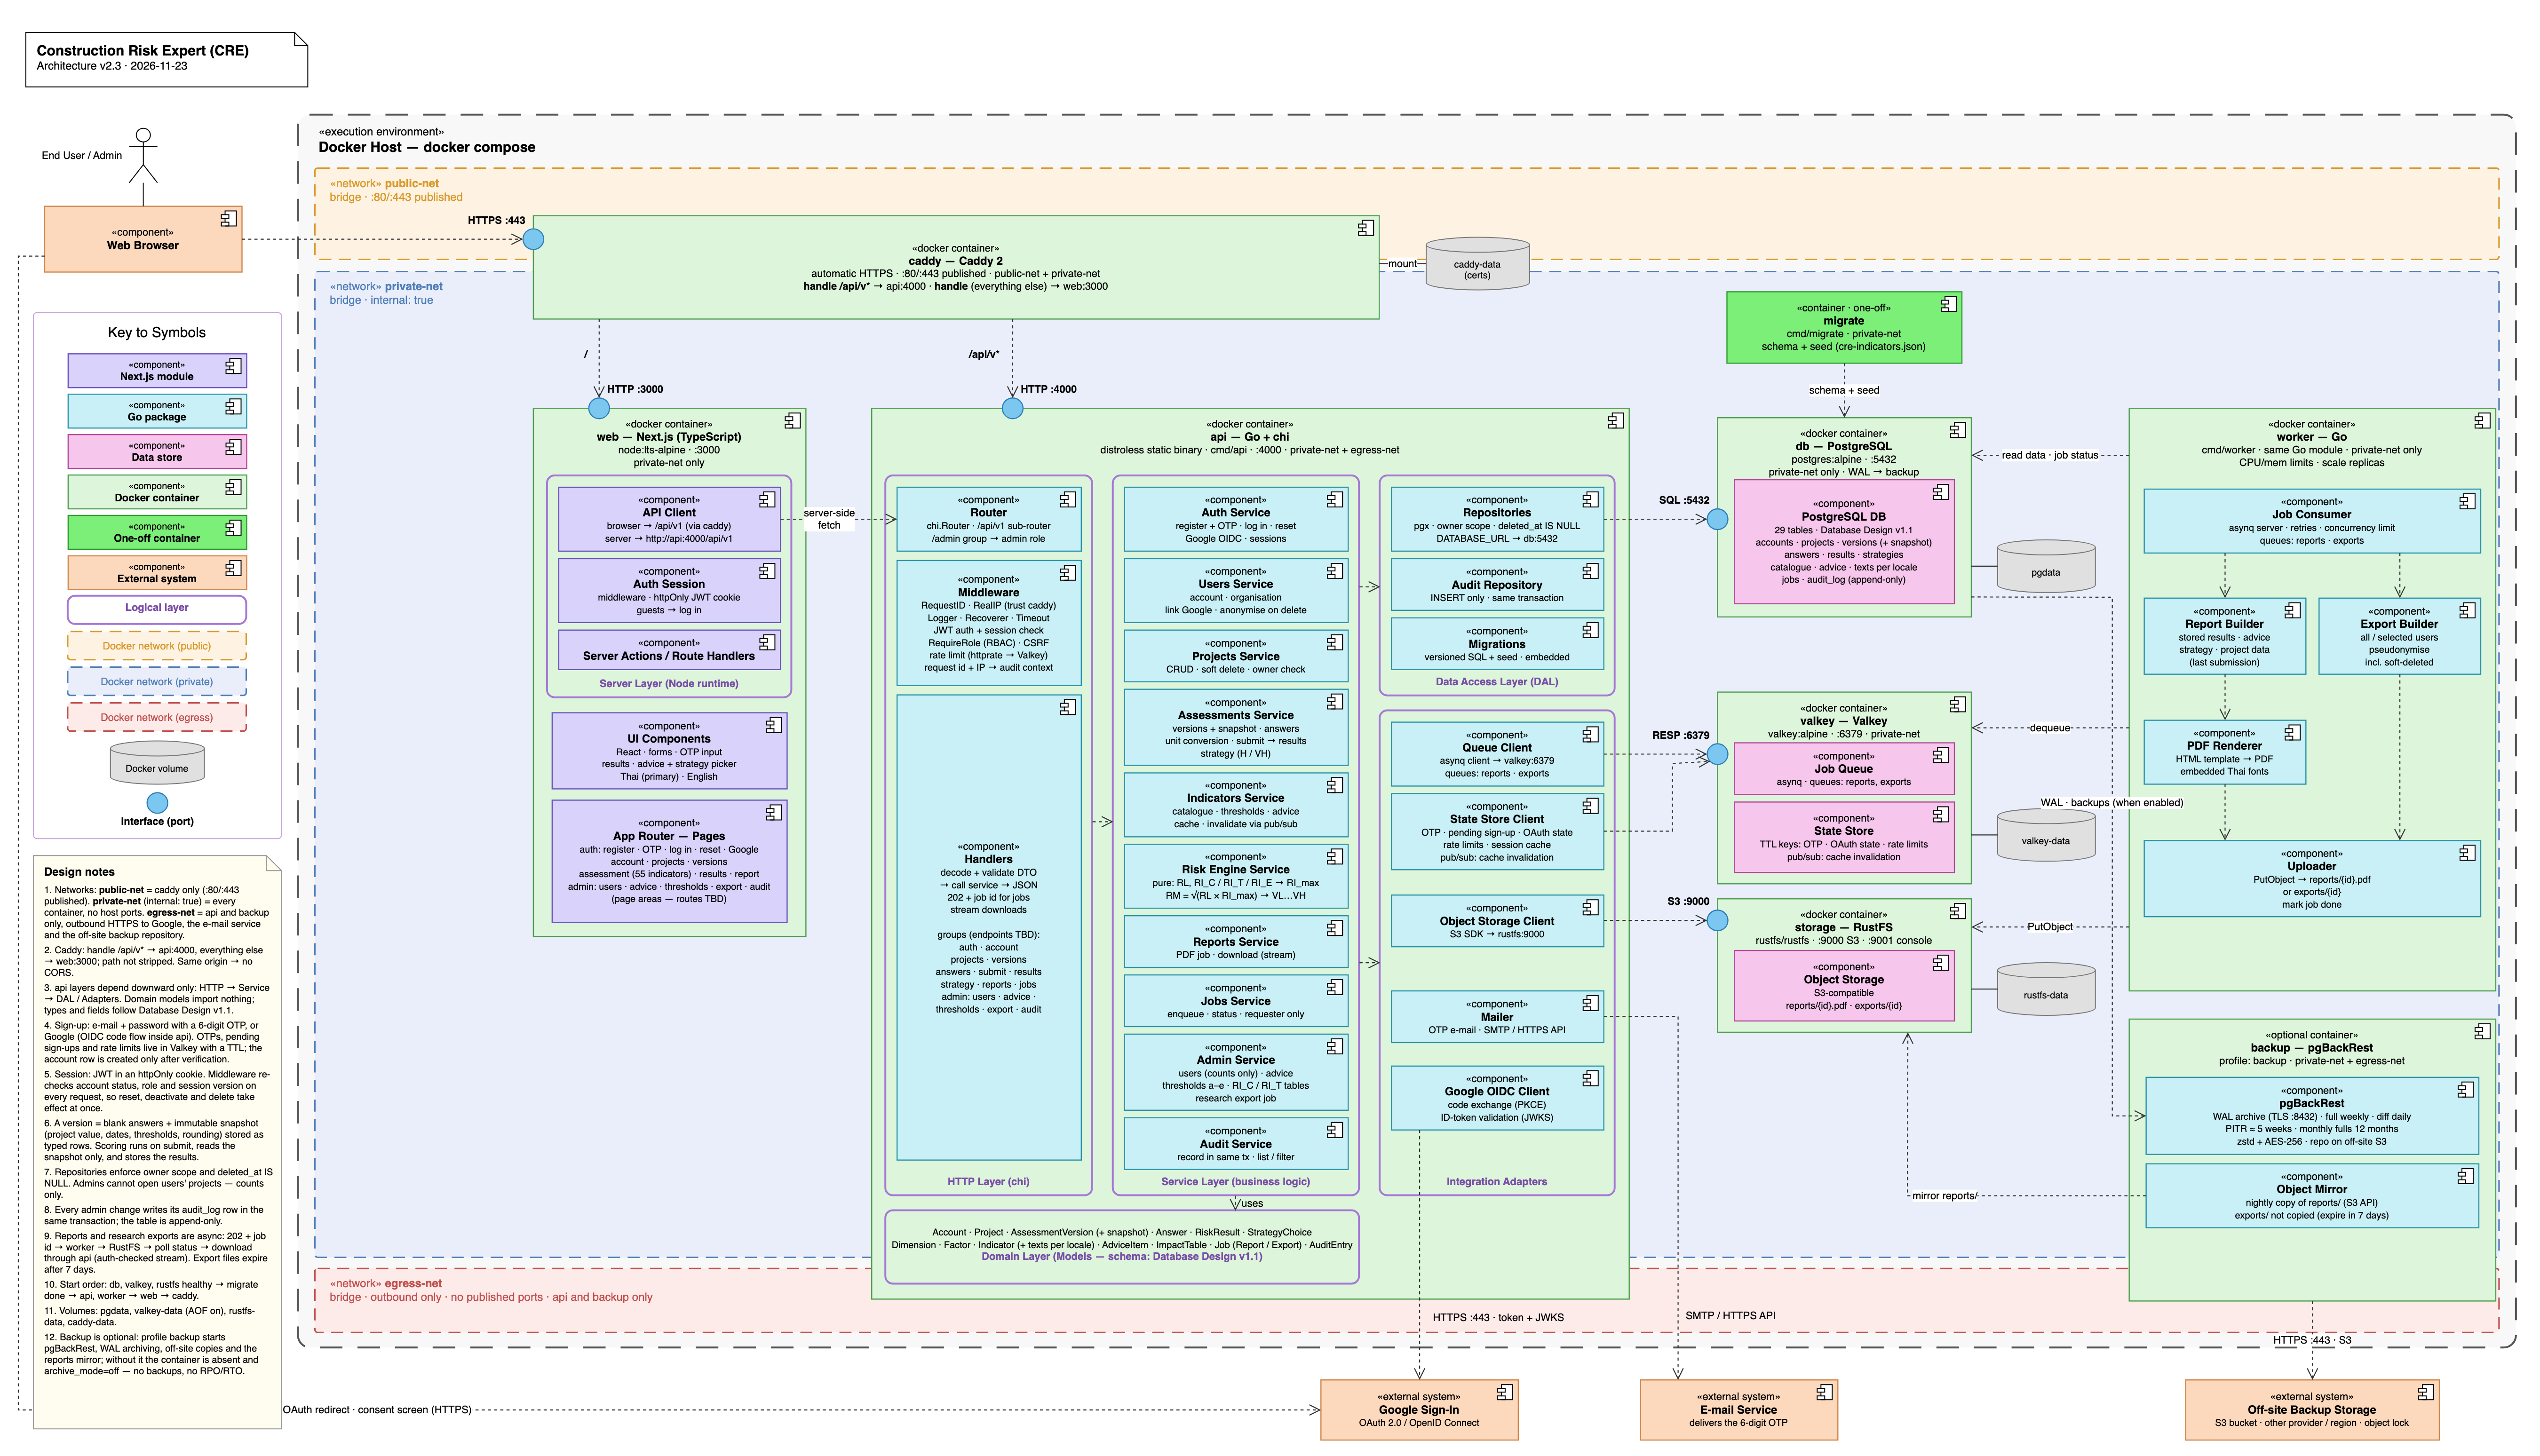 Construction Risk Expert (CRE)
Architecture v2.3 · 2026-11-23
End User / Admin
«component»
Web Browser
Key to Symbols
«component»
Next.js module
«component»
Go package
«component»
Data store
«component»
Docker container
«component»
One-off container
«component»
External system
Logical layer
Docker network (public)
Docker network (private)
Docker network (egress)
Docker volume
Interface (port)
Design notes
1. Networks: public-net = caddy only (:80/:443
published). private-net (internal: true) = every
container, no host ports. egress-net = api and backup
only, outbound HTTPS to Google, the e-mail service
and the off-site backup repository.
2. Caddy: handle /api/v* → api:4000, everything else
→ web:3000; path not stripped. Same origin → no
CORS.
3. api layers depend downward only: HTTP → Service
→ DAL / Adapters. Domain models import nothing;
types and fields follow Database Design v1.1.
4. Sign-up: e-mail + password with a 6-digit OTP, or
Google (OIDC code flow inside api). OTPs, pending
sign-ups and rate limits live in Valkey with a TTL; the
account row is created only after verification.
5. Session: JWT in an httpOnly cookie. Middleware re-
checks account status, role and session version on
every request, so reset, deactivate and delete take
effect at once.
6. A version = blank answers + immutable snapshot
(project value, dates, thresholds, rounding) stored as
typed rows. Scoring runs on submit, reads the
snapshot only, and stores the results.
7. Repositories enforce owner scope and deleted_at IS
NULL. Admins cannot open users' projects — counts
only.
8. Every admin change writes its audit_log row in the
same transaction; the table is append-only.
9. Reports and research exports are async: 202 + job
id → worker → RustFS → poll status → download
through api (auth-checked stream). Export files expire
after 7 days.
10. Start order: db, valkey, rustfs healthy → migrate
done → api, worker → web → caddy.
11. Volumes: pgdata, valkey-data (AOF on), rustfs-
data, caddy-data.
12. Backup is optional: profile backup starts
pgBackRest, WAL archiving, off-site copies and the
reports mirror; without it the container is absent and
archive_mode=off — no backups, no RPO/RTO.
«execution environment»
Docker Host — docker compose
«network» public-net
bridge · :80/:443 published
HTTPS :443
«docker container»
caddy — Caddy 2
automatic HTTPS · :80/:443 published · public-net + private-net
handle /api/v* → api:4000 · handle (everything else) → web:3000
mount
caddy-data
(certs)
«network» private-net
bridge · internal: true
/
HTTP :3000
/api/v*
HTTP :4000
«docker container»
web — Next.js (TypeScript)
node:lts-alpine · :3000
private-net only
«component»
API Client
browser → /api/v1 (via caddy)
server → http://api:4000/api/v1
«component»
Auth Session
middleware · httpOnly JWT cookie
guests → log in
«component»
Server Actions / Route Handlers
Server Layer (Node runtime)
«component»
UI Components
React · forms · OTP input
results · advice + strategy picker
Thai (primary) · English
«component»
App Router — Pages
auth: register · OTP · log in · reset · Google
account · projects · versions
assessment (55 indicators) · results · report
admin: users · advice · thresholds · export · audit
(page areas — routes TBD)
server-side
fetch
«docker container»
api — Go + chi
distroless static binary · cmd/api · :4000 · private-net + egress-net
«component»
Router
chi.Router · /api/v1 sub-router
/admin group → admin role
«component»
Middleware
RequestID · RealIP (trust caddy)
Logger · Recoverer · Timeout
JWT auth + session check
RequireRole (RBAC) · CSRF
rate limit (httprate → Valkey)
request id + IP → audit context
«component»
Handlers
decode + validate DTO
→ call service → JSON
202 + job id for jobs
stream downloads
groups (endpoints TBD):
auth · account
projects · versions
answers · submit · results
strategy · reports · jobs
admin: users · advice ·
thresholds · export · audit
HTTP Layer (chi)
«component»
Auth Service
register + OTP · log in · reset
Google OIDC · sessions
«component»
Users Service
account · organisation
link Google · anonymise on delete
«component»
Projects Service
CRUD · soft delete · owner check
«component»
Assessments Service
versions + snapshot · answers
unit conversion · submit → results
strategy (H / VH)
«component»
Indicators Service
catalogue · thresholds · advice
cache · invalidate via pub/sub
«component»
Risk Engine Service
pure: RL, RI_C / RI_T / RI_E → RI_max
RM = √(RL × RI_max) → VL…VH
«component»
Reports Service
PDF job · download (stream)
«component»
Jobs Service
enqueue · status · requester only
«component»
Admin Service
users (counts only) · advice
thresholds a–e · RI_C / RI_T tables
research export job
«component»
Audit Service
record in same tx · list / filter
Service Layer (business logic)
«component»
Repositories
pgx · owner scope · deleted_at IS NULL
DATABASE_URL → db:5432
«component»
Audit Repository
INSERT only · same transaction
«component»
Migrations
versioned SQL + seed · embedded
Data Access Layer (DAL)
«component»
Queue Client
asynq client → valkey:6379
queues: reports · exports
«component»
State Store Client
OTP · pending sign-up · OAuth state
rate limits · session cache
pub/sub: cache invalidation
«component»
Object Storage Client
S3 SDK → rustfs:9000
«component»
Mailer
OTP e-mail · SMTP / HTTPS API
«component»
Google OIDC Client
code exchange (PKCE)
ID-token validation (JWKS)
Integration Adapters
uses
Account · Project · AssessmentVersion (+ snapshot) · Answer · RiskResult · StrategyChoice
Dimension · Factor · Indicator (+ texts per locale) · AdviceItem · ImpactTable · Job (Report / Export) · AuditEntry
Domain Layer (Models — schema: Database Design v1.1)
«container · one-off»
migrate
cmd/migrate · private-net
schema + seed (cre-indicators.json)
schema + seed
SQL :5432
«docker container»
db — PostgreSQL
postgres:alpine · :5432
private-net only · WAL → backup
«component»
PostgreSQL DB
29 tables · Database Design v1.1
accounts · projects · versions (+ snapshot)
answers · results · strategies
catalogue · advice · texts per locale
jobs · audit_log (append-only)
pgdata
RESP :6379
«docker container»
valkey — Valkey
valkey:alpine · :6379 · private-net
«component»
Job Queue
asynq · queues: reports, exports
«component»
State Store
TTL keys: OTP · OAuth state · rate limits
pub/sub: cache invalidation
valkey-data
S3 :9000
«docker container»
storage — RustFS
rustfs/rustfs · :9000 S3 · :9001 console
«component»
Object Storage
S3-compatible
reports/{id}.pdf · exports/{id}
rustfs-data
read data · job status
dequeue
WAL · backups (when enabled)
PutObject
mirror reports/
«docker container»
worker — Go
cmd/worker · same Go module · private-net only
CPU/mem limits · scale replicas
«component»
Job Consumer
asynq server · retries · concurrency limit
queues: reports · exports
«component»
Report Builder
stored results · advice
strategy · project data
(last submission)
«component»
Export Builder
all / selected users
pseudonymise
incl. soft-deleted
«component»
PDF Renderer
HTML template → PDF
embedded Thai fonts
«component»
Uploader
PutObject → reports/{id}.pdf
or exports/{id}
mark job done
«optional container»
backup — pgBackRest
profile: backup · private-net + egress-net
«component»
pgBackRest
WAL archive (TLS :8432) · full weekly · diff daily
PITR ≈ 5 weeks · monthly fulls 12 months
zstd + AES-256 · repo on off-site S3
«component»
Object Mirror
nightly copy of reports/ (S3 API)
exports/ not copied (expire in 7 days)
«network» egress-net
bridge · outbound only · no published ports · api and backup only
HTTPS :443 · token + JWKS
SMTP / HTTPS API
HTTPS :443 · S3
OAuth redirect · consent screen (HTTPS)
«external system»
Google Sign-In
OAuth 2.0 / OpenID Connect
«external system»
E-mail Service
delivers the 6-digit OTP
«external system»
Off-site Backup Storage
S3 bucket · other provider / region · object lock